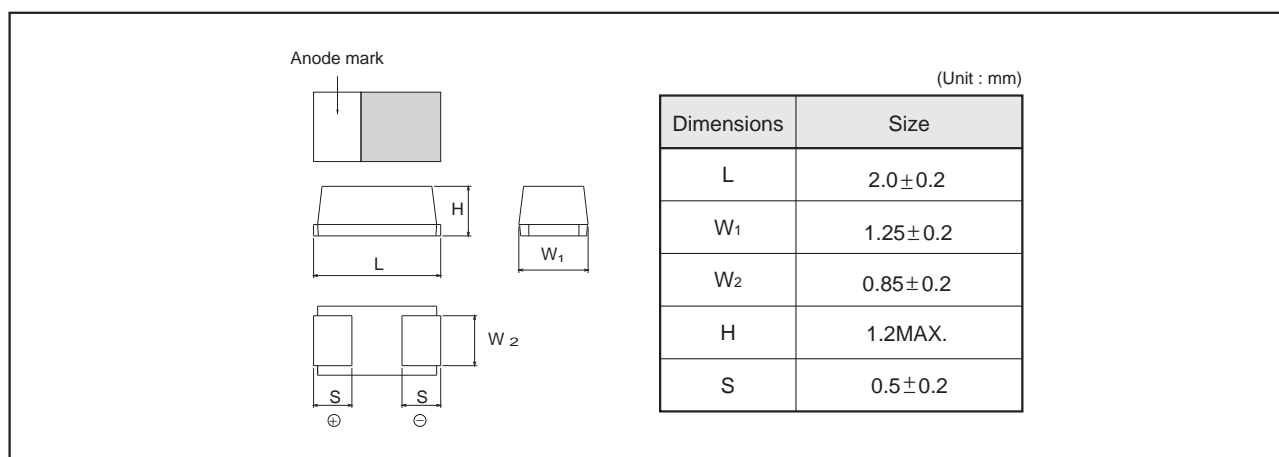 Anode mark
H
L
W₁
W ₂
S
S
⊕
⊖
(Unit : mm)
Dimensions Size
L 2.0±0.2
W₁ 1.25±0.2
W₂ 0.85±0.2
H 1.2MAX.
S 0.5±0.2